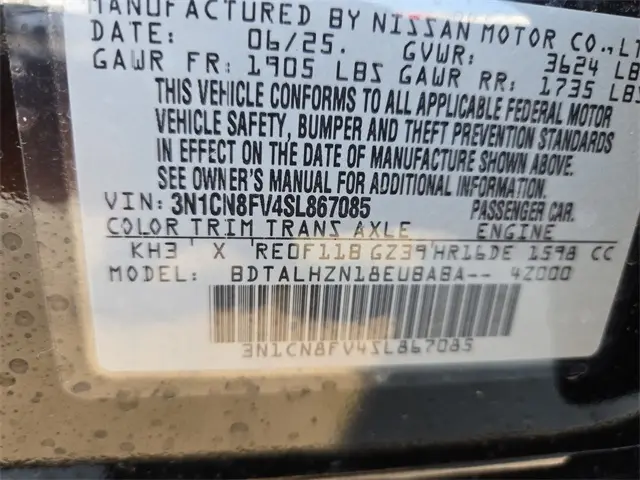 MANUFACTURED BY NISSAN MOTOR CO., LT
DATE: 06/25. GVWR: 3624 LB
GAWR FR: 1905 LBS GAWR RR: 1735 LBS
THIS VEHICLE CONFORMS TO ALL APPLICABLE FEDERAL MOTOR
VEHICLE SAFETY, BUMPER AND THEFT PREVENTION STANDARDS
IN EFFECT ON THE DATE OF MANUFACTURE SHOWN ABOVE.
SEE OWNER'S MANUAL FOR ADDITIONAL INFORMATION.
VIN: 3N1CN8FV4SL867085 PASSENGER CAR.
COLOR TRIM TRANS AXLE ENGINE
KH3 X RE0F11B GZ39 HR16DE 1598 CC
MODEL: BDTALHZN18EUBABA-- 4Z000
3N1CN8FV4SL867085